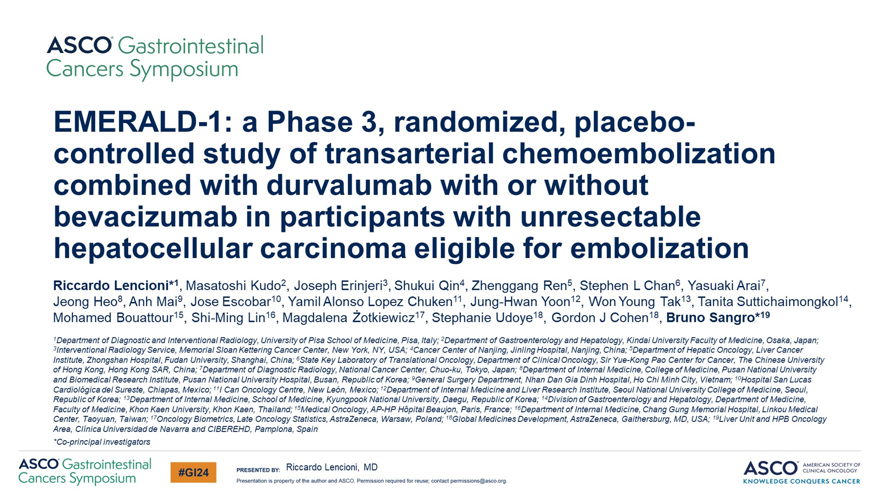 ASCO® Gastrointestinal
Cancers Symposium
EMERALD-1: a Phase 3, randomized, placebo-
controlled study of transarterial chemoembolization
combined with durvalumab with or without
bevacizumab in participants with unresectable
hepatocellular carcinoma eligible for embolization
Riccardo Lencioni*1, Masatoshi Kudo2, Joseph Erinjeri3, Shukui Qin4, Zhenggang Ren5, Stephen L Chan6, Yasuaki Arai7,
Jeong Heo8, Anh Mai9, Jose Escobar10, Yamil Alonso Lopez Chuken11, Jung-Hwan Yoon12, Won Young Tak13, Tanita Suttichaimongkol14,
Mohamed Bouattour15, Shi-Ming Lin16, Magdalena Żotkiewicz17, Stephanie Udoye18, Gordon J Cohen18, Bruno Sangro*19
1Department of Diagnostic and Interventional Radiology, University of Pisa School of Medicine, Pisa, Italy; 2Department of Gastroenterology and Hepatology, Kindai University Faculty of Medicine, Osaka, Japan;
3Interventional Radiology Service, Memorial Sloan Kettering Cancer Center, New York, NY, USA; 4Cancer Center of Nanjing, Jinling Hospital, Nanjing, China; 5Department of Hepatic Oncology, Liver Cancer
Institute, Zhongshan Hospital, Fudan University, Shanghai, China; 6State Key Laboratory of Translational Oncology, Department of Clinical Oncology, Sir Yue-Kong Pao Center for Cancer, The Chinese University
of Hong Kong, Hong Kong SAR, China; 7Department of Diagnostic Radiology, National Cancer Center, Chuo-ku, Tokyo, Japan; 8Department of Internal Medicine, College of Medicine, Pusan National University
and Biomedical Research Institute, Pusan National University Hospital, Busan, Republic of Korea; 9General Surgery Department, Nhan Dan Gia Dinh Hospital, Ho Chi Minh City, Vietnam; 10Hospital San Lucas
Cardiológica del Sureste, Chiapas, Mexico; 11I Can Oncology Centre, New León, Mexico; 12Department of Internal Medicine and Liver Research Institute, Seoul National University College of Medicine, Seoul,
Republic of Korea; 13Department of Internal Medicine, School of Medicine, Kyungpook National University, Daegu, Republic of Korea; 14Division of Gastroenterology and Hepatology, Department of Medicine,
Faculty of Medicine, Khon Kaen University, Khon Kaen, Thailand; 15Medical Oncology, AP-HP Hôpital Beaujon, Paris, France; 16Department of Internal Medicine, Chang Gung Memorial Hospital, Linkou Medical
Center, Taoyuan, Taiwan; 17Oncology Biometrics, Late Oncology Statistics, AstraZeneca, Warsaw, Poland; 18Global Medicines Development, AstraZeneca, Gaithersburg, MD, USA; 19Liver Unit and HPB Oncology
Area, Clínica Universidad de Navarra and CIBEREHD, Pamplona, Spain
*Co-principal investigators
ASCO® Gastrointestinal
Cancers Symposium
#GI24
PRESENTED BY: Riccardo Lencioni, MD
Presentation is property of the author and ASCO. Permission required for reuse; contact permissions@asco.org.
ASCO® AMERICAN SOCIETY OF
CLINICAL ONCOLOGY
KNOWLEDGE CONQUERS CANCER